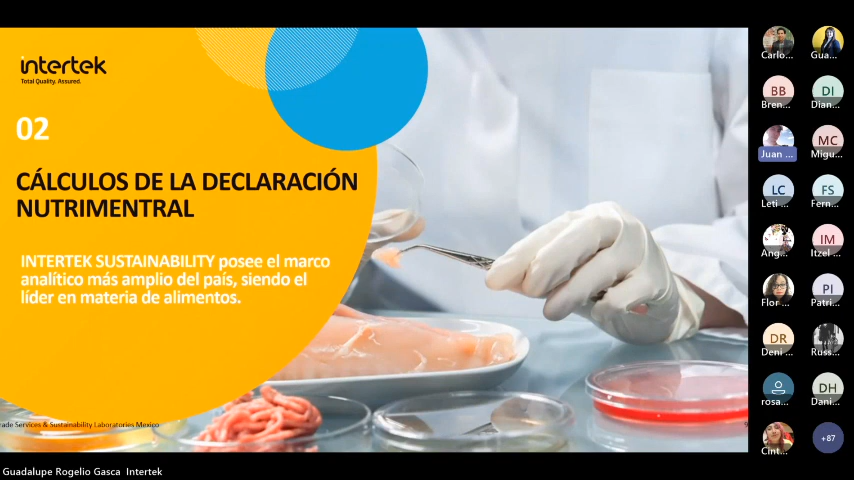 intertek
Total Quality. Assured.
02
CÁLCULOS DE LA DECLARACIÓN
NUTRIMENTRAL
INTERTEK SUSTAINABILITY posee el marco
analítico más amplio del país, siendo el
líder en materia de alimentos.
ade Services & Sustainability Laboratories Mexico
9
Guadalupe Rogelio Gasca Intertek
Carlo...
Gua...
BB
DI
Bren...
Dian...
MC
Juan ...
Migu...
LC
FS
Leti ...
Fern...
IM
Ang...
Itzel ...
PI
Flor ...
Patri...
DR
Deni ...
Russ...
DH
rosa...
Dani...
+87
Cint...